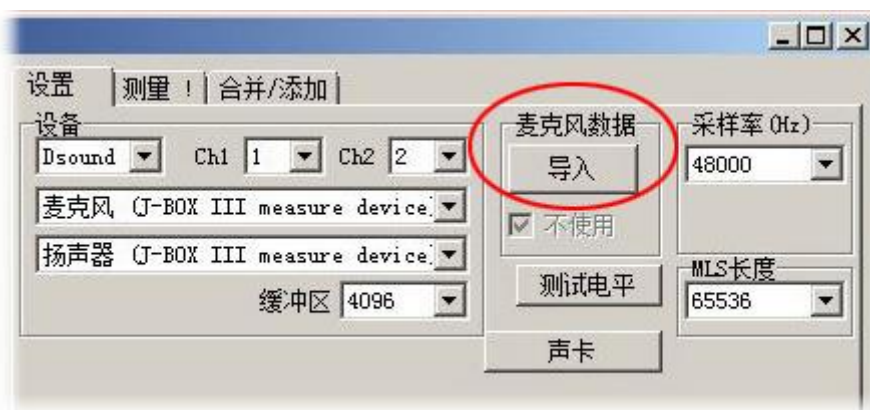 设置 测量 ! 合并/添加
设备 麦克风数据 采样率(Hz)
Dsound Ch1 1 Ch2 2 导入 48000
麦克风 (J-BOX III measure device) 不使用
扬声器 (J-BOX III measure device) 测试电平 MLS长度
缓冲区 4096 65536
声卡